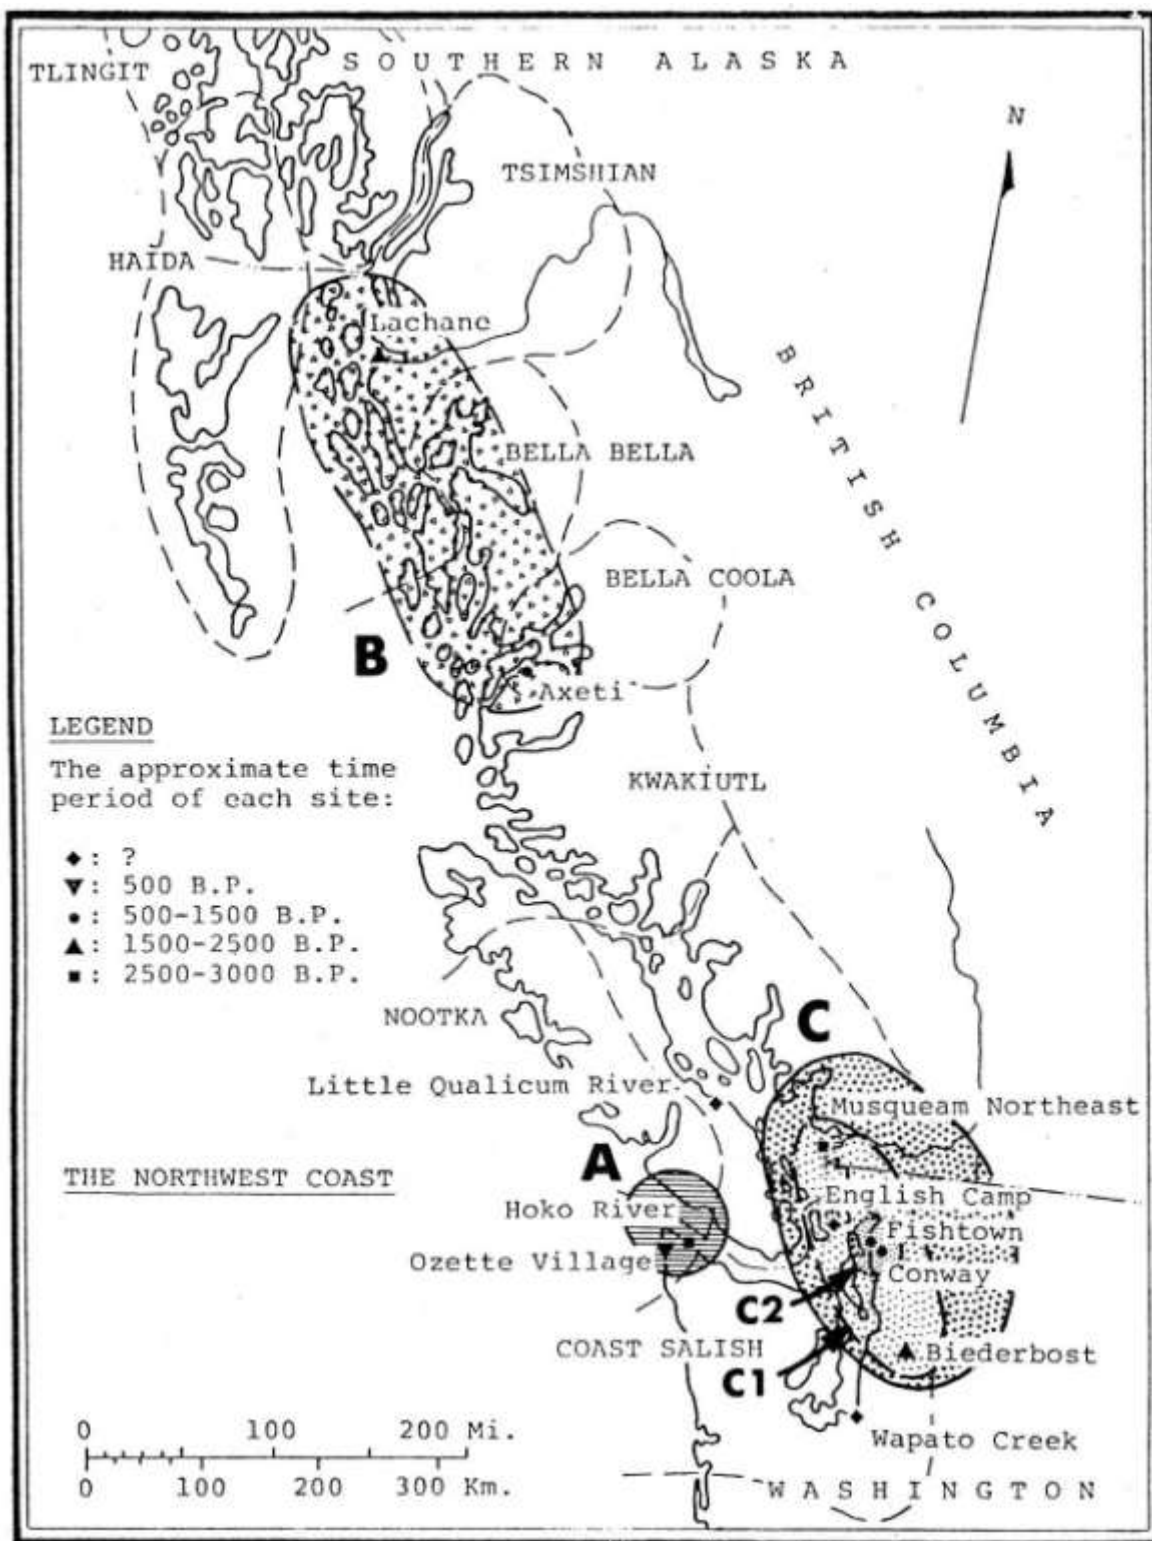 SOUTHERN ALASKA
TLINGIT
N
TSIMSHIAN
HAIDA
Lachane
BRITISH COLUMBIA
BELLA BELLA
BELLA COOLA
B
Axeti
LEGEND
The approximate time
period of each site:
◆: ?
▼: 500 B.P.
●: 500-1500 B.P.
▲: 1500-2500 B.P.
■: 2500-3000 B.P.
KWAKIUTL
NOOTKA
C
Little Qualicum River
Musqueam Northeast
A
THE NORTHWEST COAST
Hoko River
English Camp
Ozette Village
Fishtown
Conway
C2
COAST SALISH
Biederbost
C1
0 100 200 Mi.
0 100 200 300 Km.
Wapato Creek
WASHINGTON